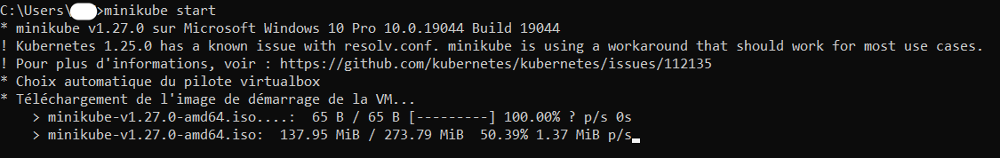 C:\Users\ >minikube start
* minikube v1.27.0 sur Microsoft Windows 10 Pro 10.0.19044 Build 19044
! Kubernetes 1.25.0 has a known issue with resolv.conf. minikube is using a workaround that should work for most use cases.
! Pour plus d'informations, voir : https://github.com/kubernetes/kubernetes/issues/112135
* Choix automatique du pilote virtualbox
* Téléchargement de l'image de démarrage de la VM...
    > minikube-v1.27.0-amd64.iso....:  65 B / 65 B [---------] 100.00% ? p/s 0s
    > minikube-v1.27.0-amd64.iso:  137.95 MiB / 273.79 MiB  50.39% 1.37 MiB p/s